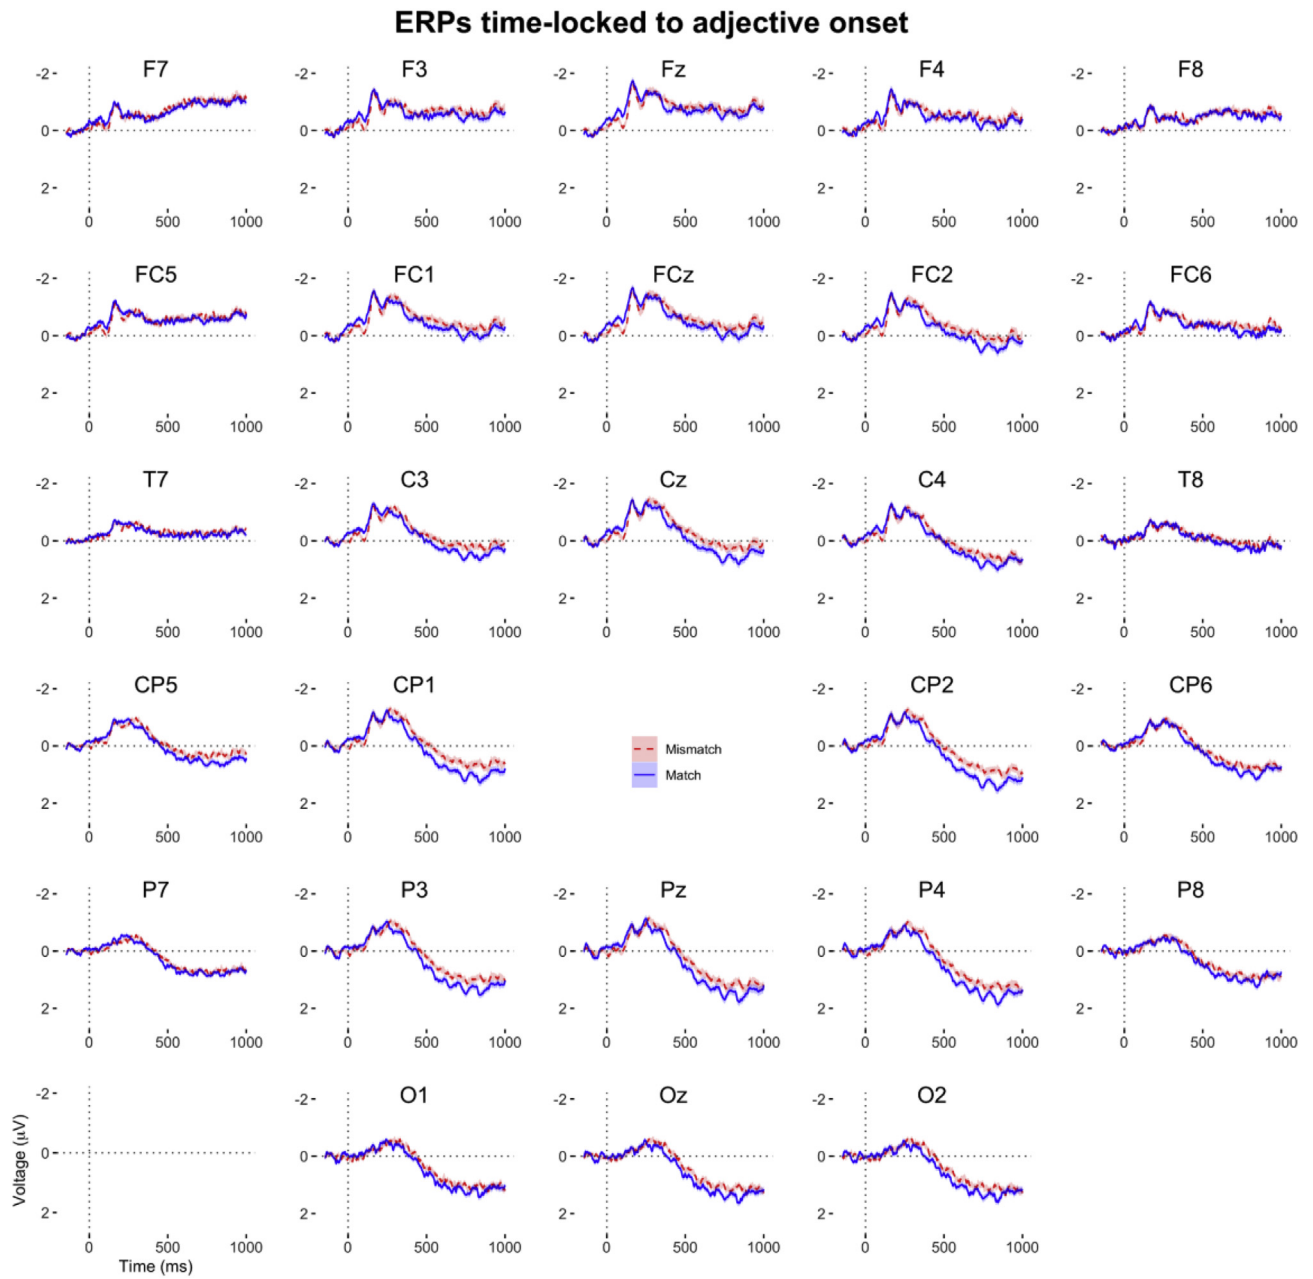 ERPs time-locked to adjective onset
F7 F3 Fz F4 F8
-2 -2 -2 -2 -2
0 0 0 0 0
2 2 2 2 2
0 500 1000 0 500 1000 0 500 1000 0 500 1000 0 500 1000
FC5 FC1 FCz FC2 FC6
-2 -2 -2 -2 -2
0 0 0 0 0
2 2 2 2 2
0 500 1000 0 500 1000 0 500 1000 0 500 1000 0 500 1000
T7 C3 Cz C4 T8
-2 -2 -2 -2 -2
0 0 0 0 0
2 2 2 2 2
0 500 1000 0 500 1000 0 500 1000 0 500 1000 0 500 1000
CP5 CP1 CP2 CP6
-2 -2 -2 -2
0 0 0 0
Mismatch
Match
2 2 2 2
0 500 1000 0 500 1000 0 500 1000 0 500 1000
P7 P3 Pz P4 P8
-2 -2 -2 -2 -2
0 0 0 0 0
2 2 2 2 2
0 500 1000 0 500 1000 0 500 1000 0 500 1000 0 500 1000
O1 Oz O2
-2 -2 -2 -2
0 0 0 0
2 2 2 2
Voltage (µV)
0 500 1000 0 500 1000 0 500 1000 0 500 1000
Time (ms)